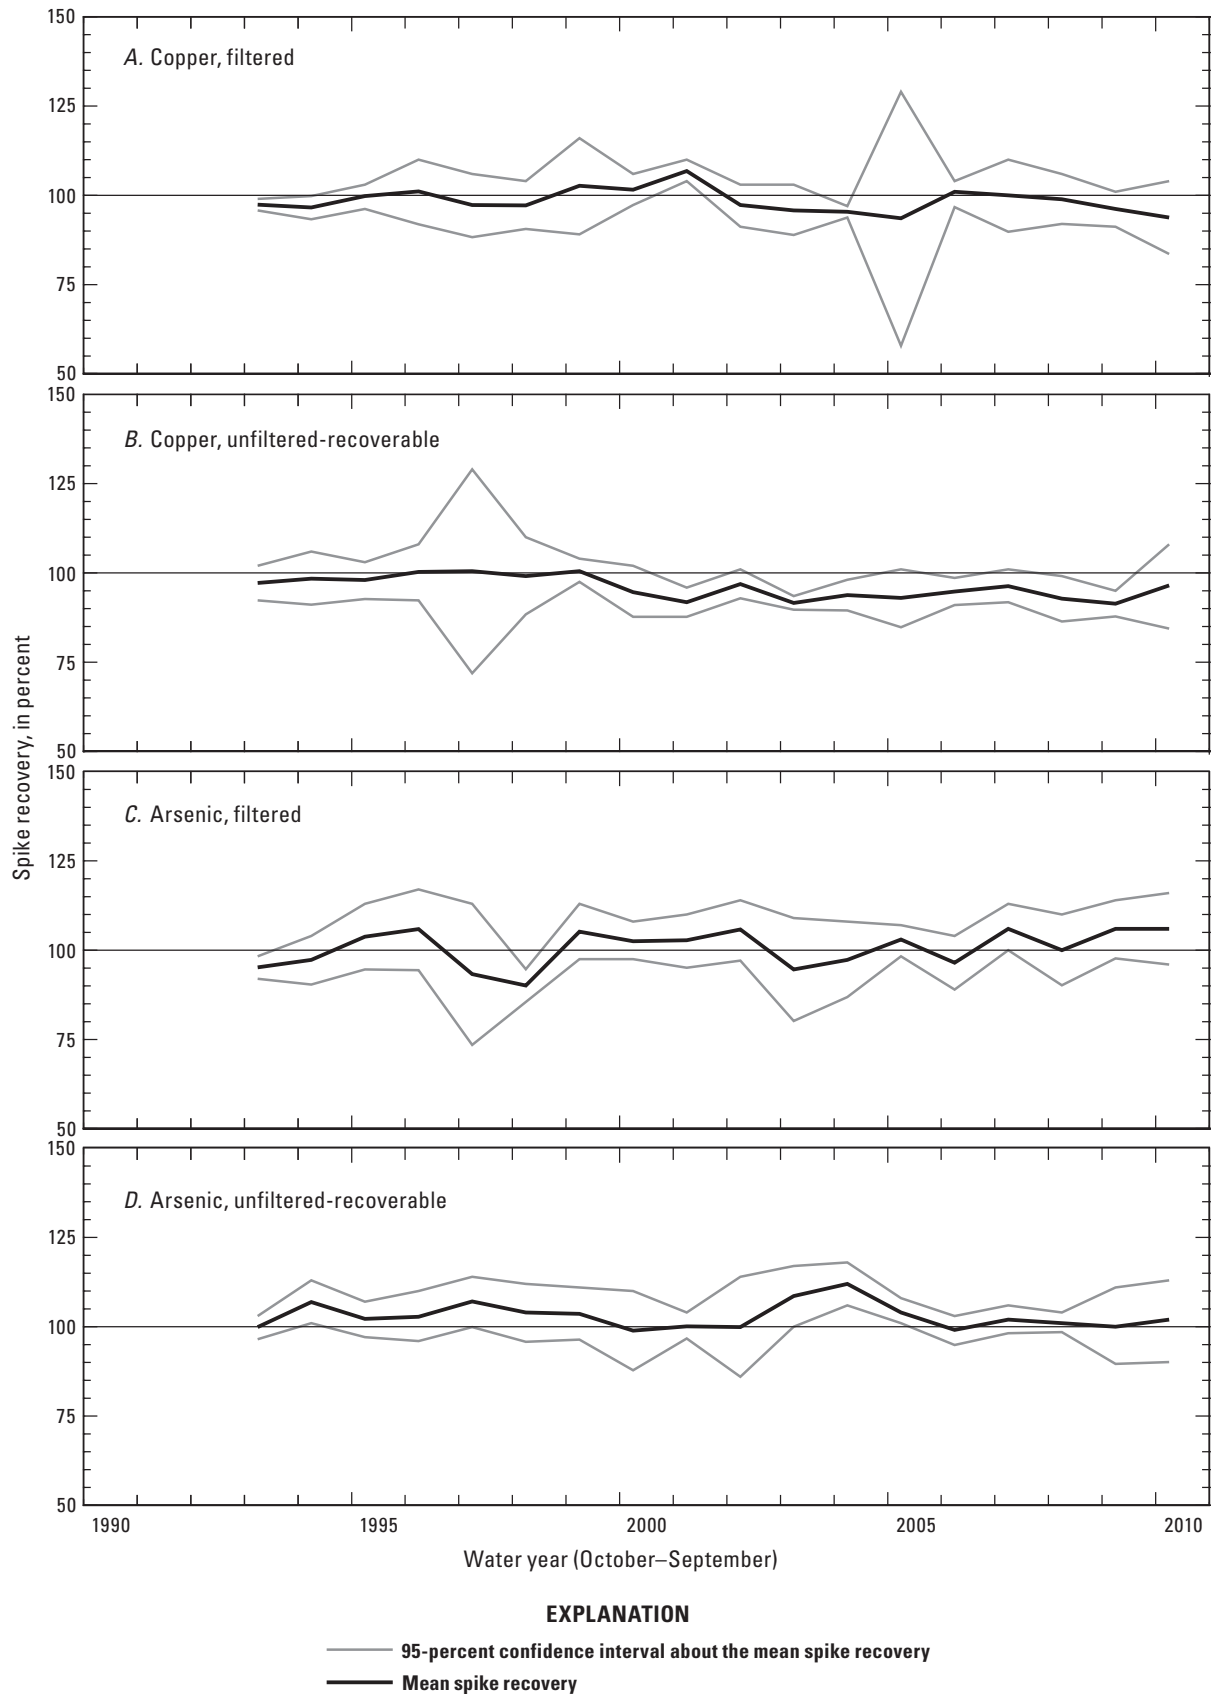 150
A. Copper, filtered
125
100
75
50
150
B. Copper, unfiltered-recoverable
125
100
75
50
Spike recovery, in percent
150
C. Arsenic, filtered
125
100
75
50
150
D. Arsenic, unfiltered-recoverable
125
100
75
50
1990 1995 2000 2005 2010
Water year (October–September)
EXPLANATION
95-percent confidence interval about the mean spike recovery
Mean spike recovery